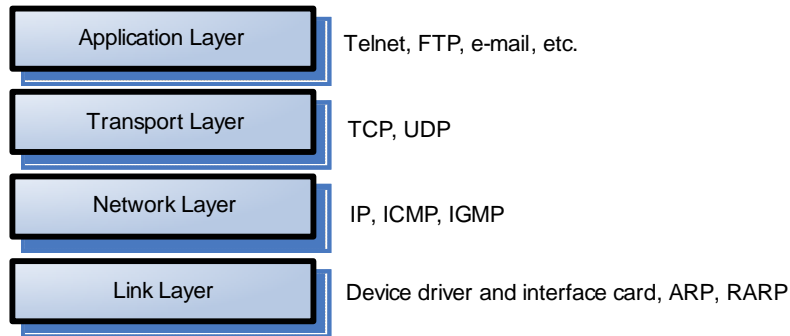 Application Layer
Telnet, FTP, e-mail, etc.
Transport Layer
TCP, UDP
Network Layer
IP, ICMP, IGMP
Link Layer
Device driver and interface card, ARP, RARP